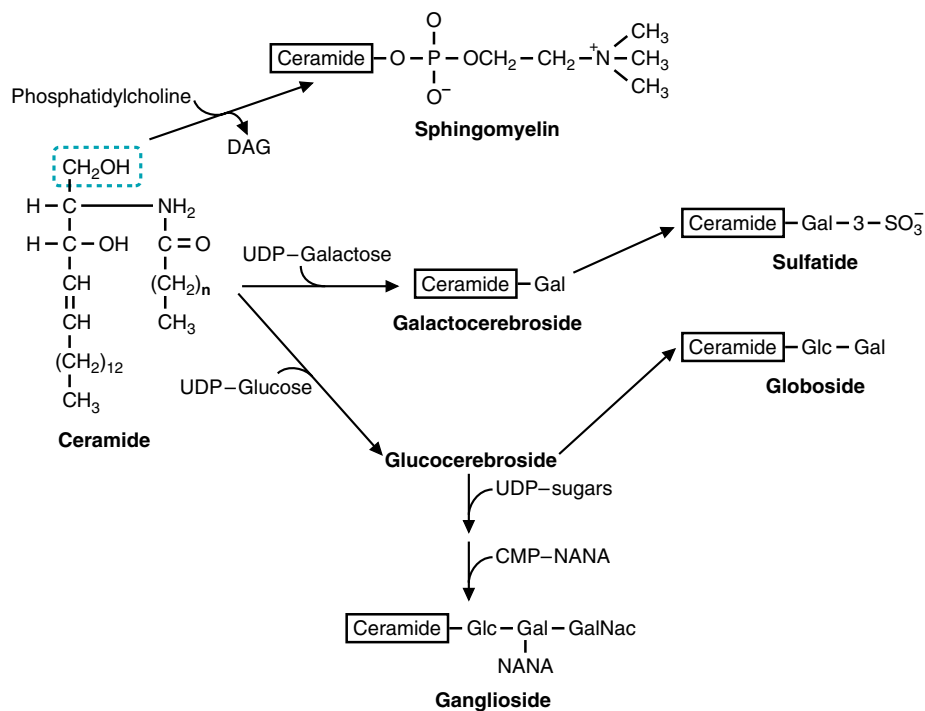 O
CH3
Ceramide–O–P–OCH2–CH2–+N–CH3
CH3
O−
Sphingomyelin
Phosphatidylcholine
DAG
CH2OH
H–C–NH2
H–C–OH C=O
CH (CH2)n
CH CH3
(CH2)12
CH3
Ceramide
UDP–Galactose
Ceramide–Gal
Galactocerebroside
Ceramide–Gal–3–SO3−
Sulfatide
UDP–Glucose
Ceramide–Glc–Gal
Globoside
Glucocerebroside
UDP–sugars
CMP–NANA
Ceramide–Glc–Gal–GalNac
NANA
Ganglioside